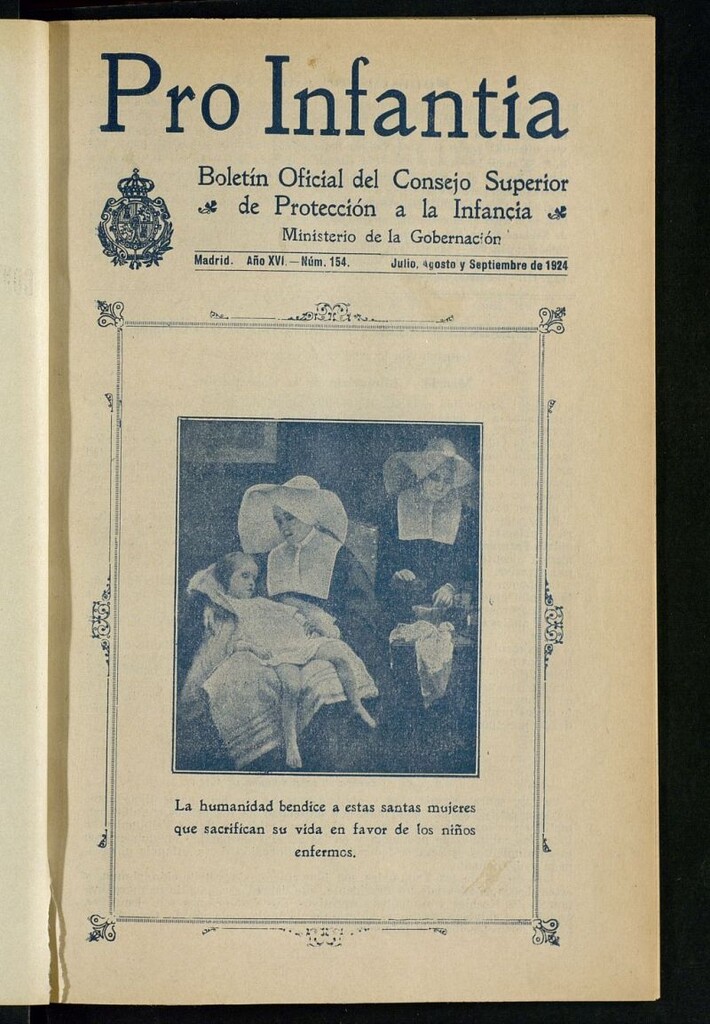 Pro Infantia
Boletín Oficial del Consejo Superior
de Protección a la Infancia
Ministerio de la Gobernación
Madrid. Año XVI.—Núm. 154. Julio, Agosto y Septiembre de 1924
La humanidad bendice a estas santas mujeres
que sacrifican su vida en favor de los niños
enfermos.